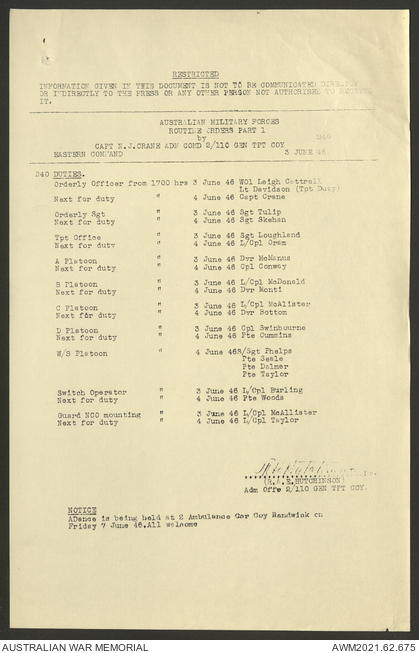 RESTRICTED
INFORMATION GIVEN IN THIS DOCUMENT IS NOT TO BE COMMUNICATED
OR INDIRECTLY TO THE PRESS OR ANY OTHER PERSON NOT AUTHORISED TO
IT.
AUSTRALIAN MILITARY FORCES
ROUTINE ORDERS PART 1
by
CAPT N.J.CRANE ADM COMD 2/110 GEN TPT COY
EASTERN COMMAND 3 JUNE 46
240 DUTIES.
Orderly Officer from 1700 hrs 3 June 46 WO1 Leigh Cattrall
Lt Davidson (Tpt Duty)
Next for duty " 4 June 46 Capt Crane
Orderly Sgt " 3 June 46 Sgt Tulip
Next for duty " 4 June 46 Sgt Skehan
Tpt Office " 3 June 46 Sgt Loughland
Next for duty " 4 June 46 L/Cpl Oram
A Platoon " 3 June 46 Dvr McManus
Next for duty " 4 June 46 Cpl Conway
B Platoon " 3 June 46 L/Cpl McDonald
Next for duty " 4 June 46 Dvr Monti
C Platoon " 3 June 46 L/Cpl McAlister
Next for duty " 4 June 46 Dvr Bottom
D Platoon " 3 June 46 Cpl Swinbourne
Next for duty " 4 June 46 Pte Cummins
W/S Platoon " 4 June 46S/Sgt Phelps
Pte Seale
Pte Dalmer
Pte Taylor
Switch Operator " 3 June 46 L/Cpl Burling
Next for duty " 4 June 46 Pte Woods
Guard NCO mounting " 3 June 46 L/Cpl McAllister
Next for duty " 4 June 46 L/Cpl Taylor
HUTCHINSON)
Adm Offr 2/110 GEN TPT COY.
NOTICE
ADance is being held at 2 Ambulance Car Coy Randwick on
Friday 7 June 46.All welcome
AUSTRALIAN WAR MEMORIAL AWM2021.62.675